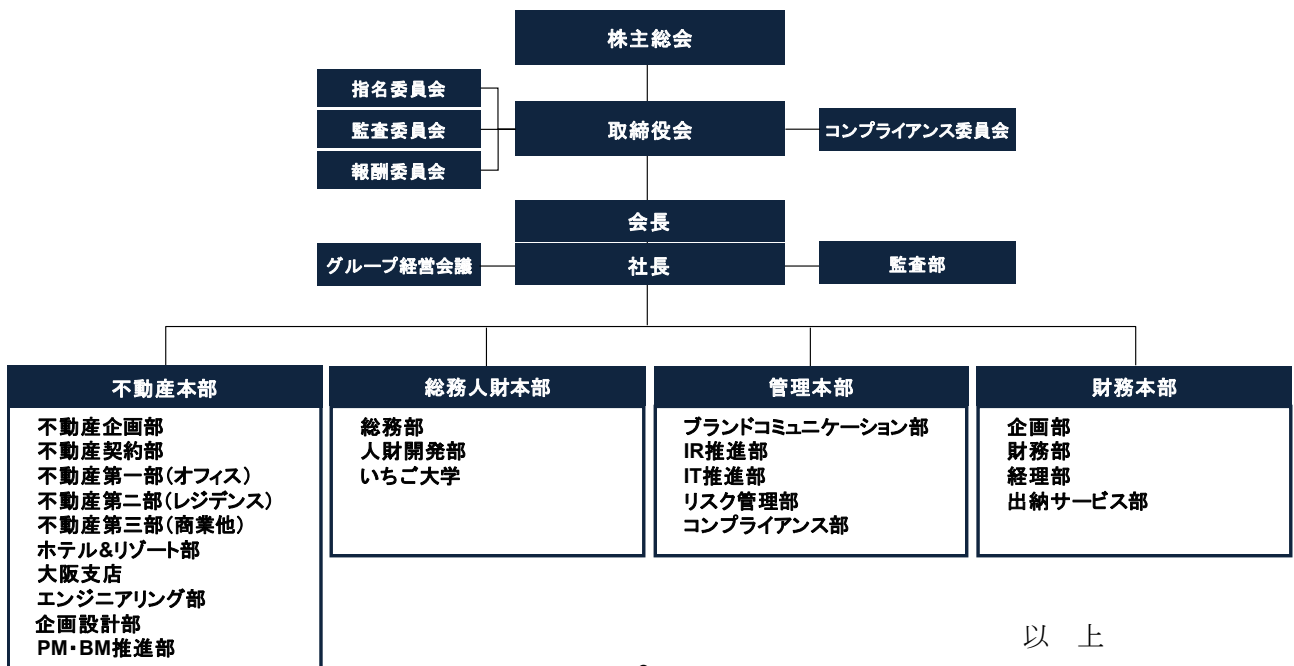 株主総会
指名委員会
監査委員会
報酬委員会
取締役会
コンプライアンス委員会
会長
グループ経営会議
社長
監査部
不動産本部
不動産企画部
不動産契約部
不動産第一部(オフィス)
不動産第二部(レジデンス)
不動産第三部(商業他)
ホテル&リゾート部
大阪支店
エンジニアリング部
企画設計部
PM・BM推進部
総務人財本部
総務部
人財開発部
いちご大学
管理本部
ブランドコミュニケーション部
IR推進部
IT推進部
リスク管理部
コンプライアンス部
財務本部
企画部
財務部
経理部
出納サービス部
以 上